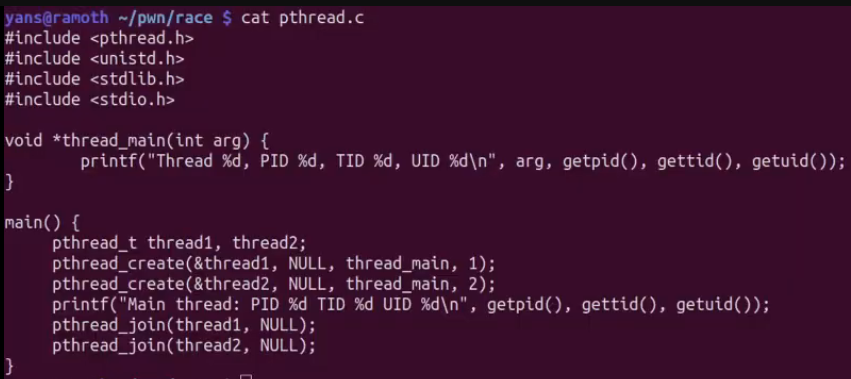 yans@ramoth ~/pwn/race $ cat pthread.c
#include <pthread.h>
#include <unistd.h>
#include <stdlib.h>
#include <stdio.h>

void *thread_main(int arg) {
        printf("Thread %d, PID %d, TID %d, UID %d\n", arg, getpid(), gettid(), getuid());
}

main() {
     pthread_t thread1, thread2;
     pthread_create(&thread1, NULL, thread_main, 1);
     pthread_create(&thread2, NULL, thread_main, 2);
     printf("Main thread: PID %d TID %d UID %d\n", getpid(), gettid(), getuid());
     pthread_join(thread1, NULL);
     pthread_join(thread2, NULL);
}